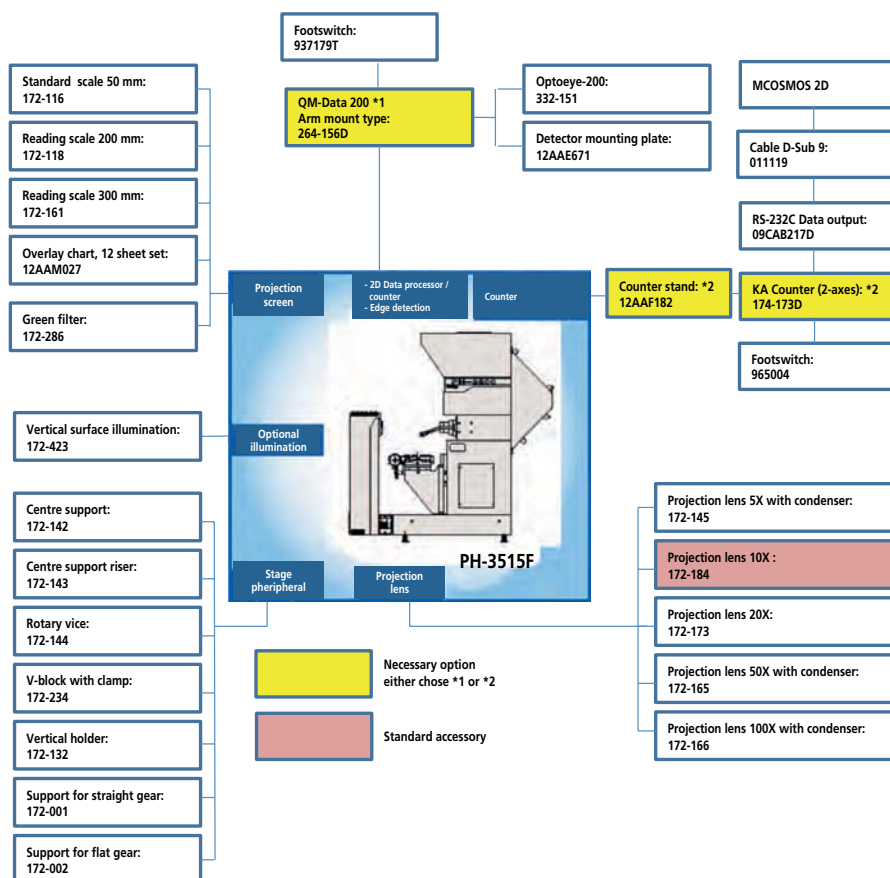 Footswitch:
937179T
Standard scale 50 mm:
172-116
Reading scale 200 mm:
172-118
Reading scale 300 mm:
172-161
Overlay chart, 12 sheet set:
12AAM027
Green filter:
172-286
QM-Data 200 *1
Arm mount type:
264-156D
Optoeye-200:
332-151
Detector mounting plate:
12AAE671
MCOSMOS 2D
Cable D-Sub 9:
011119
RS-232C Data output:
09CAB217D
Counter stand: *2
12AAF182
KA Counter (2-axes): *2
174-173D
Footswitch:
965004
Projection
screen
- 2D Data processor /
counter
- Edge detection
Counter
Vertical surface illumination:
172-423
Optional
illumination
Centre support:
172-142
Centre support riser:
172-143
Rotary vice:
172-144
V-block with clamp:
172-234
Vertical holder:
172-132
Support for straight gear:
172-001
Support for flat gear:
172-002
Stage
pheripheral
Projection
lens
PH-3515F
Projection lens 5X with condenser:
172-145
Projection lens 10X :
172-184
Projection lens 20X:
172-173
Projection lens 50X with condenser:
172-165
Projection lens 100X with condenser:
172-166
Necessary option
either chose *1 or *2
Standard accessory